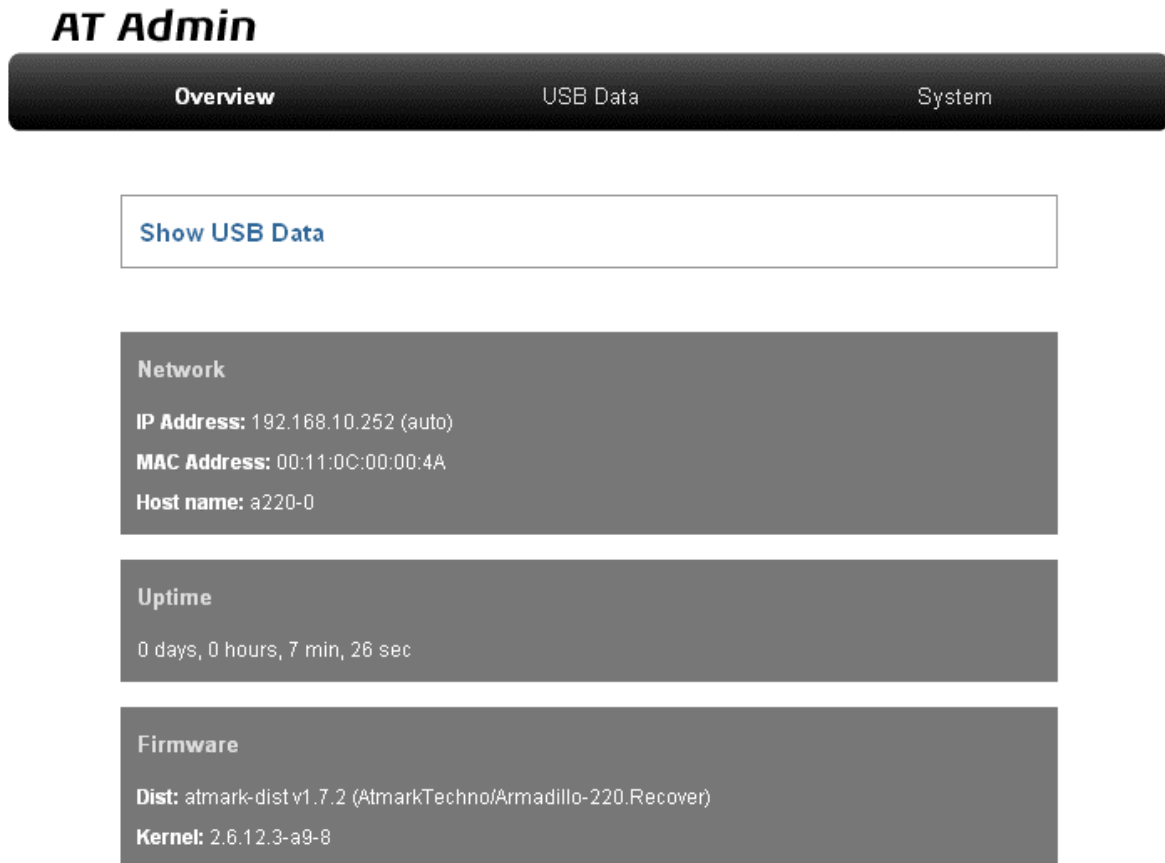 AT Admin
Overview USB Data System
Show USB Data
Network
IP Address: 192.168.10.252 (auto)
MAC Address: 00:11:0C:00:00:4A
Host name: a220-0
Uptime
0 days, 0 hours, 7 min, 26 sec
Firmware
Dist: atmark-dist v1.7.2 (AtmarkTechno/Armadillo-220.Recover)
Kernel: 2.6.12.3-a9-8